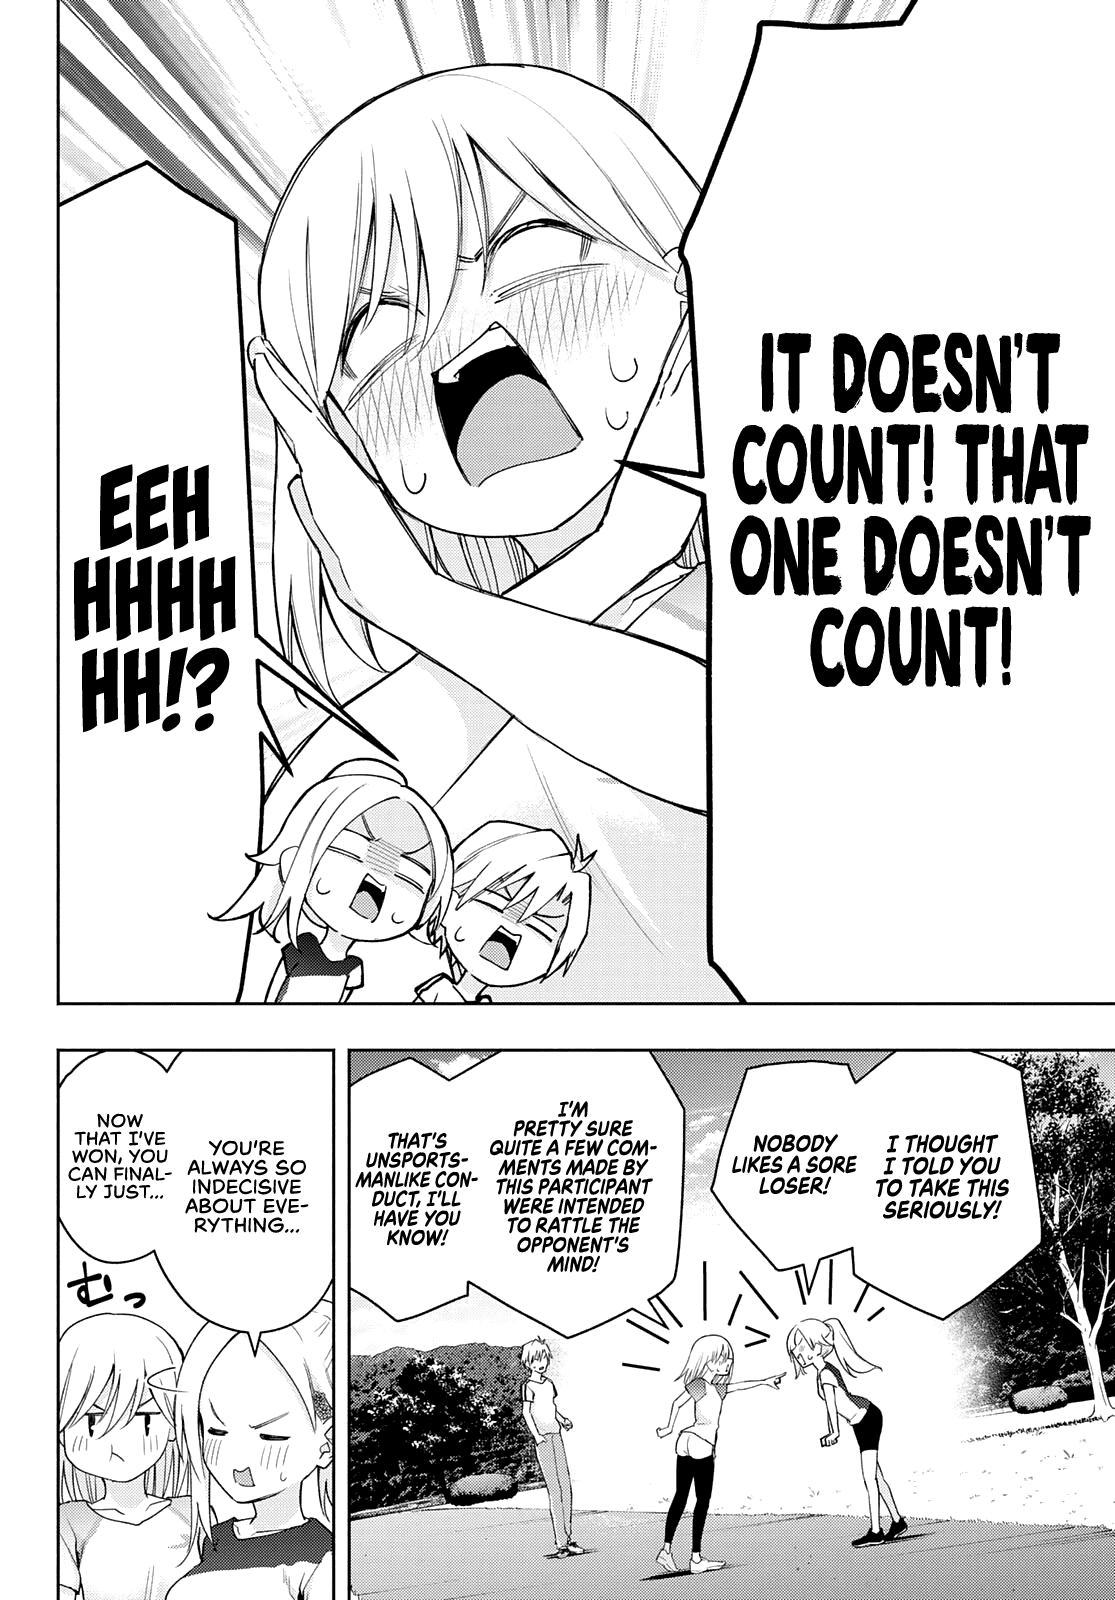 IT DOESN'T
COUNT! THAT
ONE DOESN'T
COUNT!
EEH
HHHH
HH!?
I THOUGHT
I TOLD YOU
TO TAKE THIS
SERIOUSLY!
NOBODY
LIKES A SORE
LOSER!
I'M
PRETTY SURE
QUITE A FEW COM-
MENTS MADE BY
THIS PARTICIPANT
WERE INTENDED
TO RATTLE THE
OPPONENT'S
MIND!
THAT'S
UNSPORTS-
MANLIKE CON-
DUCT, I'LL
HAVE YOU
KNOW!
YOU'RE
ALWAYS SO
INDECISIVE
ABOUT EVE-
RYTHING...
NOW
THAT I'VE
WON, YOU
CAN FINAL-
LY JUST...
むっ